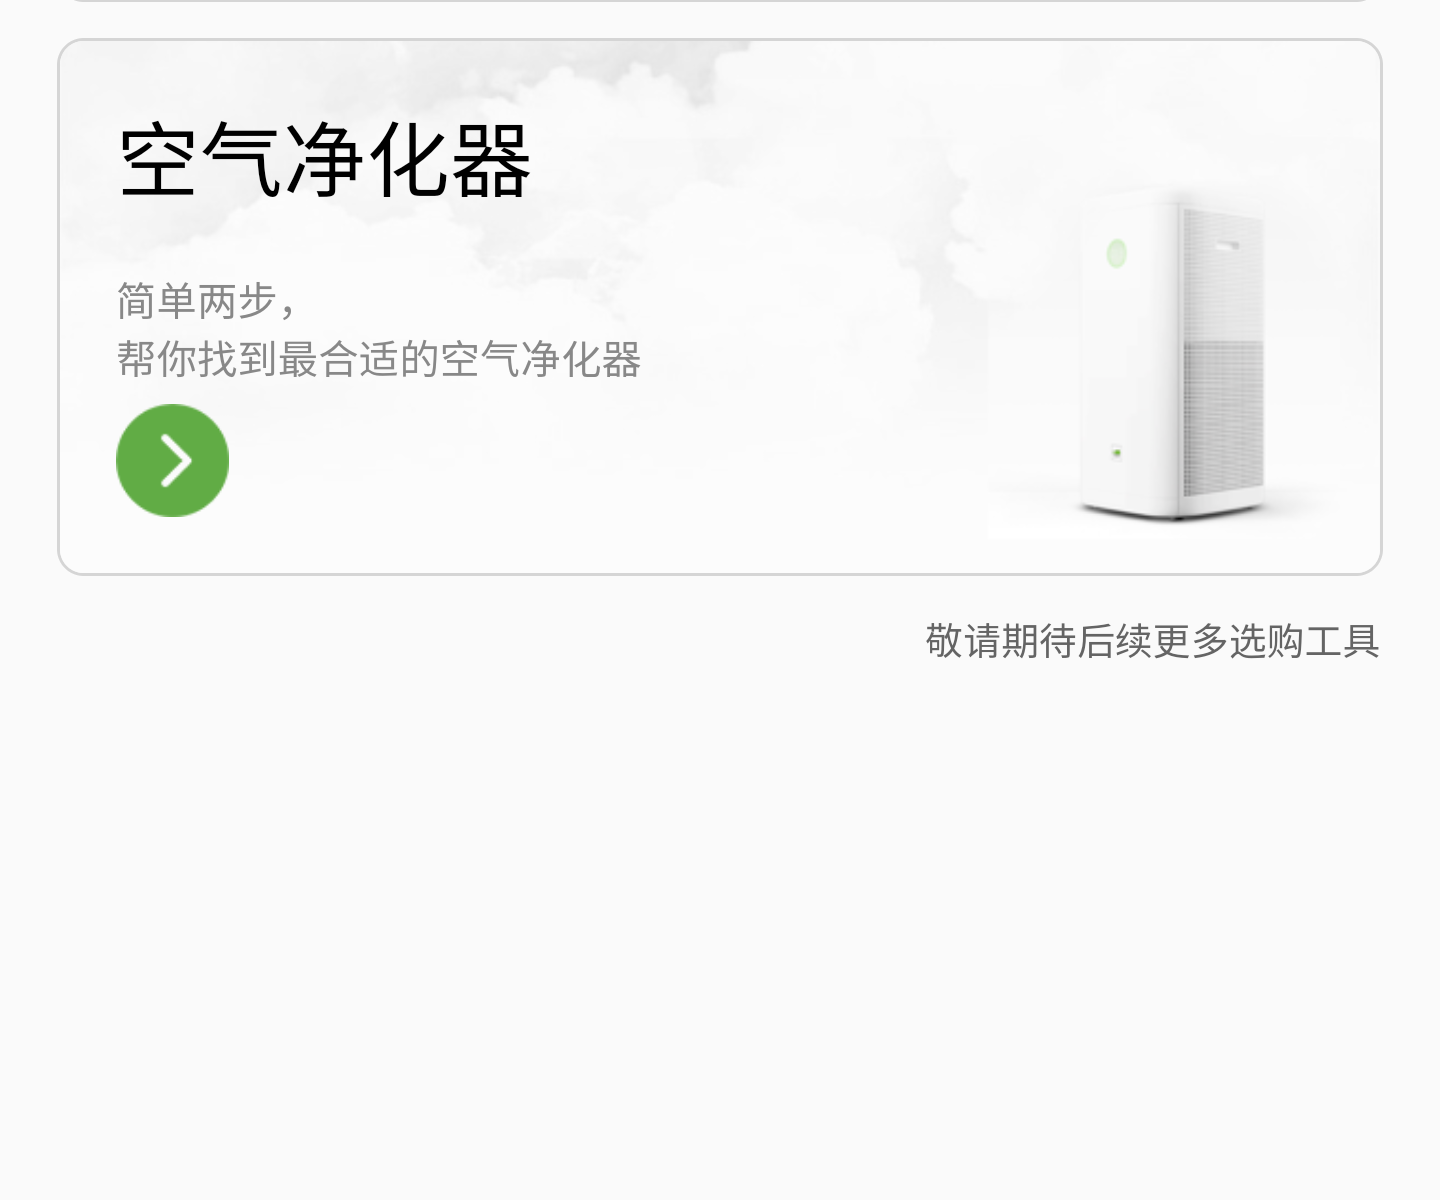 空气净化器
简单两步，
帮你找到最合适的空气净化器
敬请期待后续更多选购工具